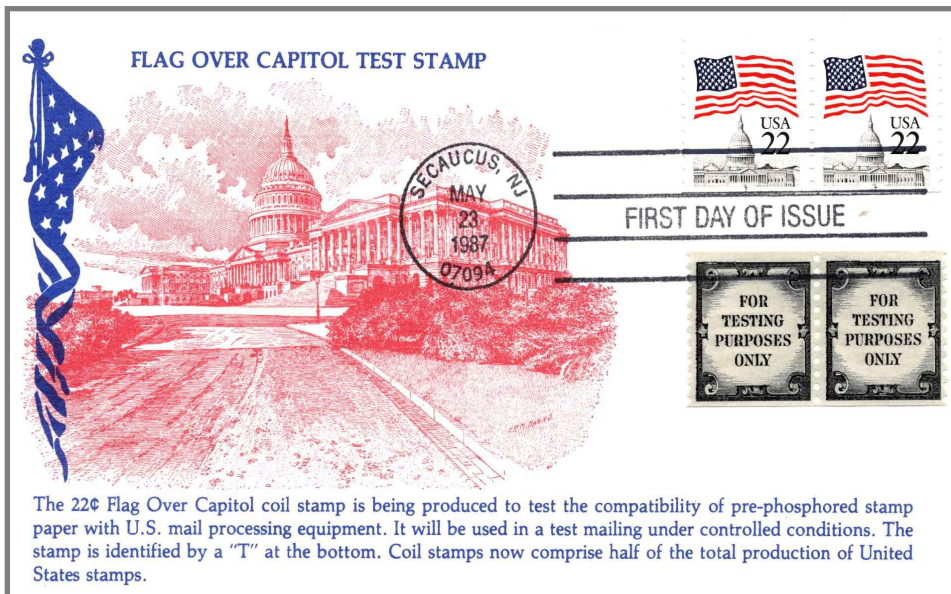 FLAG OVER CAPITOL TEST STAMP
USA
22
USA
22
SECAUCUS, NJ
MAY
23
1987
07094
FIRST DAY OF ISSUE
FOR
TESTING
PURPOSES
ONLY
FOR
TESTING
PURPOSES
ONLY
The 22¢ Flag Over Capitol coil stamp is being produced to test the compatibility of pre-phosphored stamp
paper with U.S. mail processing equipment. It will be used in a test mailing under controlled conditions. The
stamp is identified by a "T" at the bottom. Coil stamps now comprise half of the total production of United
States stamps.